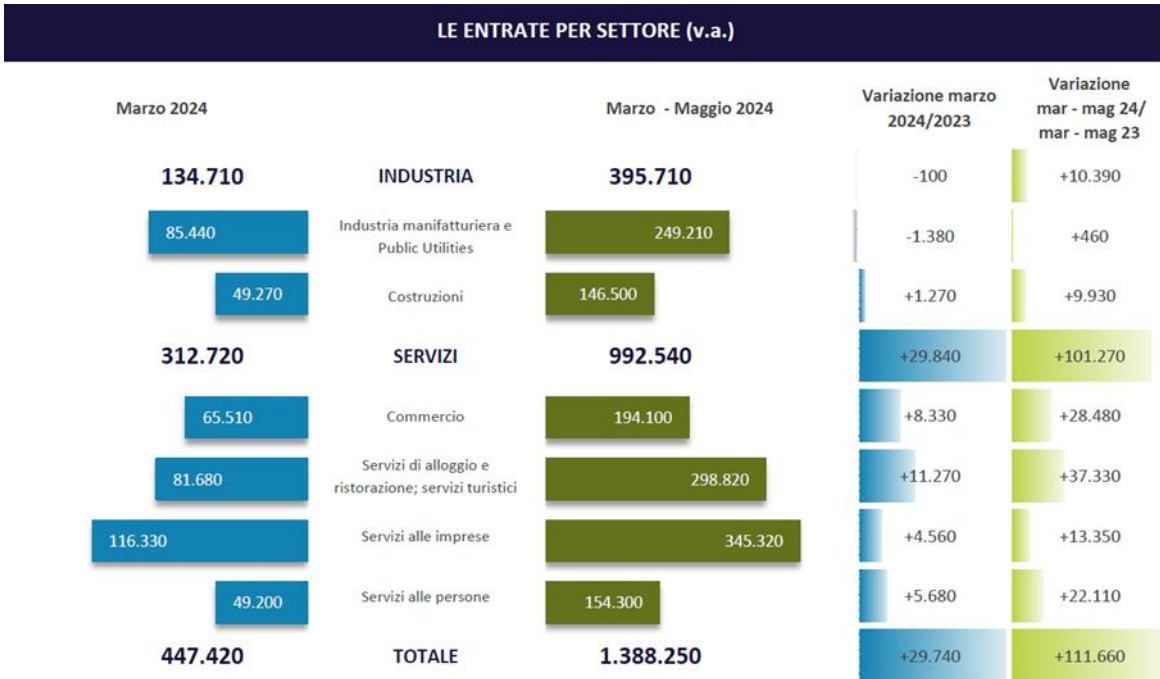 LE ENTRATE PER SETTORE (v.a.)
Marzo 2024
Marzo - Maggio 2024
Variazione marzo
2024/2023
Variazione
mar - mag 24/
mar - mag 23
134.710 INDUSTRIA 395.710 -100 +10.390
85.440 Industria manifatturiera e
Public Utilities 249.210 -1.380 +460
49.270 Costruzioni 146.500 +1.270 +9.930
312.720 SERVIZI 992.540 +29.840 +101.270
65.510 Commercio 194.100 +8.330 +28.480
81.680 Servizi di alloggio e
ristorazione; servizi turistici 298.820 +11.270 +37.330
116.330 Servizi alle imprese 345.320 +4.560 +13.350
49.200 Servizi alle persone 154.300 +5.680 +22.110
447.420 TOTALE 1.388.250 +29.740 +111.660